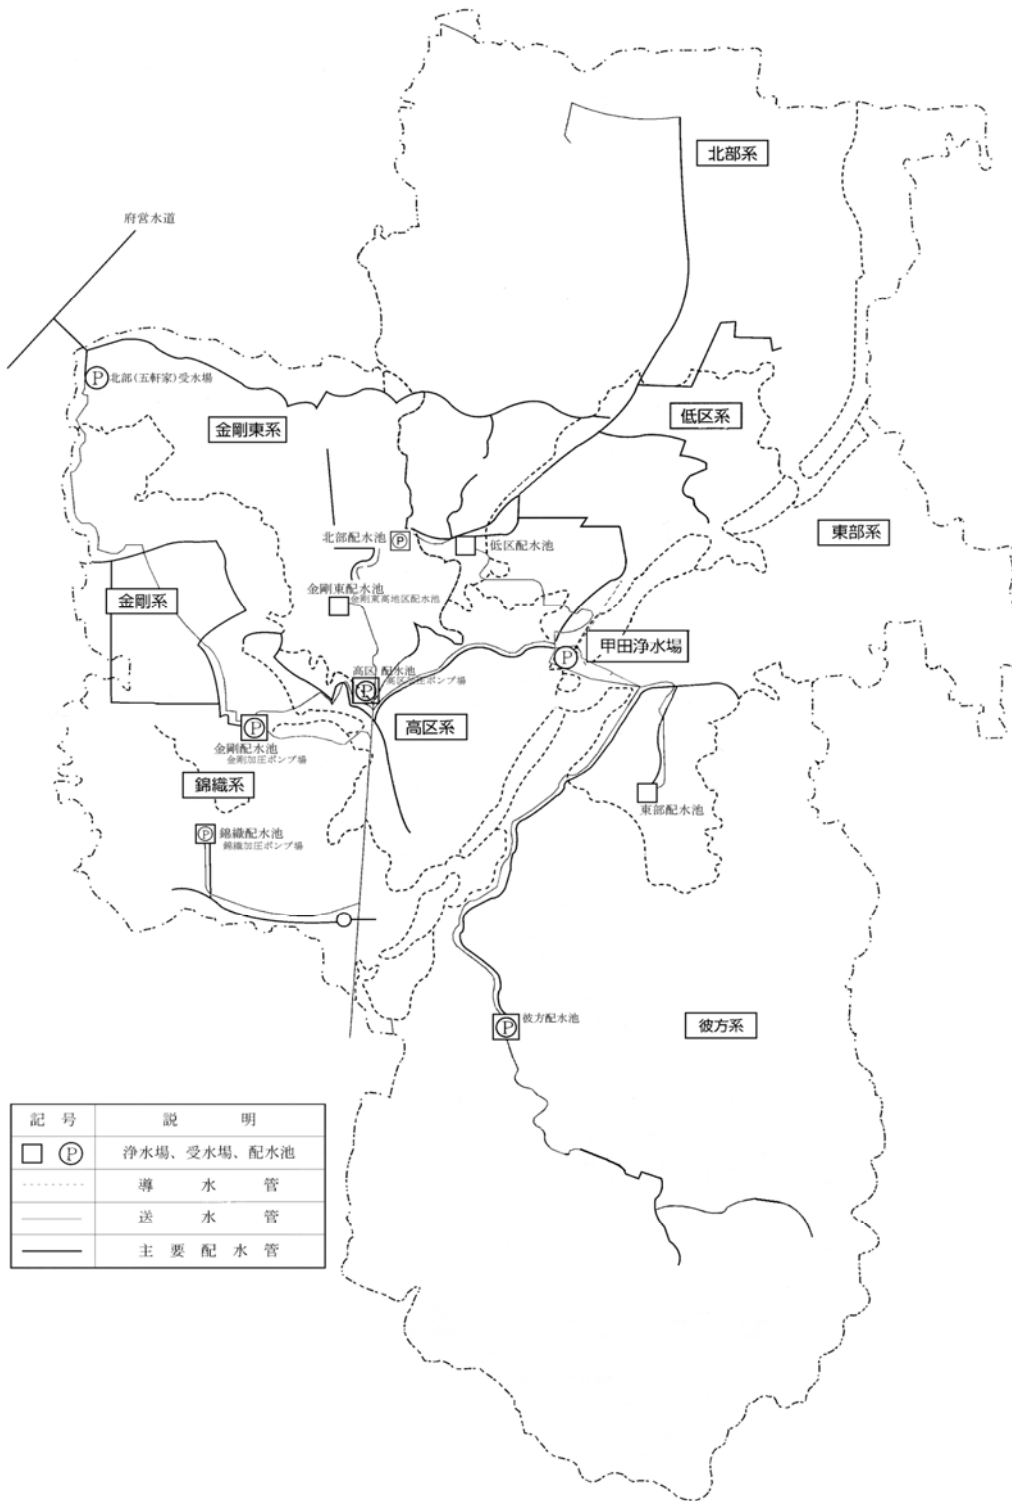 北部系
府営水道
Ⓟ北部(五軒家)受水場
金剛東系
低区系
東部系
北部配水池
Ⓟ
低区配水池
金剛東配水池
金剛東高地区配水池
金剛系
甲田浄水場
Ⓟ
高区 配水池
高区加圧ポンプ場
Ⓟ
高区系
Ⓟ
金剛配水池
金剛加圧ポンプ場
錦織系
東部配水池
Ⓟ
錦織配水池
錦織加圧ポンプ場
Ⓟ
彼方配水池
彼方系
記号 説明
Ⓟ 浄水場、受水場、配水池
導水管
送水管
主要配水管